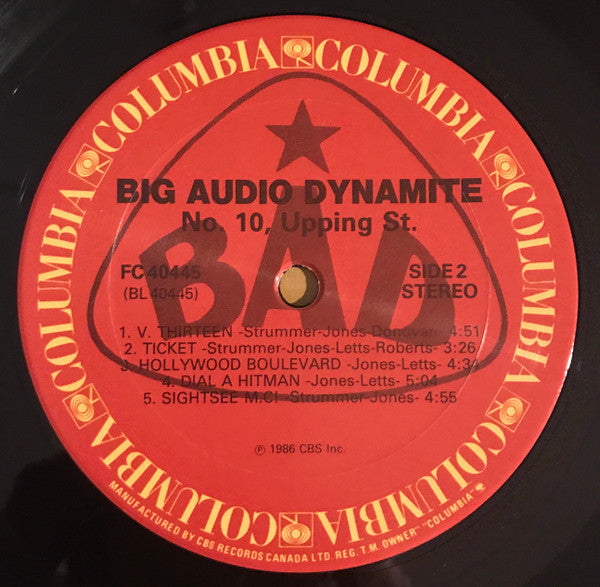 COLUMBIA COLUMBIA COLUMBIA COLUMBIA COLUMBIA COLUMBIA
BIG AUDIO DYNAMITE
No. 10, Upping St.
BAD
FC 40445
(BL 40445)
SIDE 2
STEREO
1. V. THIRTEEN -Strummer-Jones-Donovan- 4:51
2. TICKET -Strummer-Jones-Letts-Roberts- 3:26
3. HOLLYWOOD BOULEVARD -Jones-Letts- 4:34
4. DIAL A HITMAN -Jones-Letts- 5:04
5. SIGHTSEE M.C! -Strummer-Jones- 4:55
℗ 1986 CBS Inc.
MANUFACTURED BY CBS RECORDS CANADA LTD. REG. T.M. OWNER "COLUMBIA"